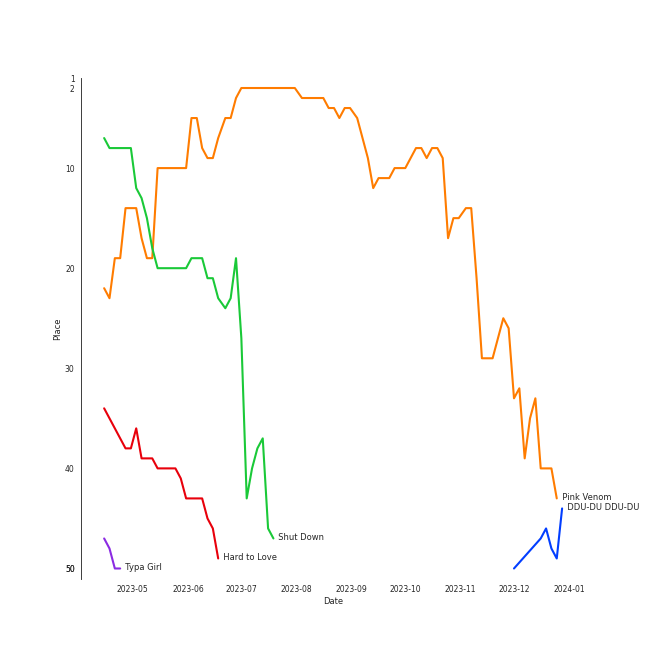 1
2
10
20
30
40
50
Place
Pink Venom
DDU-DU DDU-DU
Shut Down
Hard to Love
Typa Girl
2023-05
2023-06
2023-07
2023-08
2023-09
2023-10
2023-11
2023-12
2024-01
Date